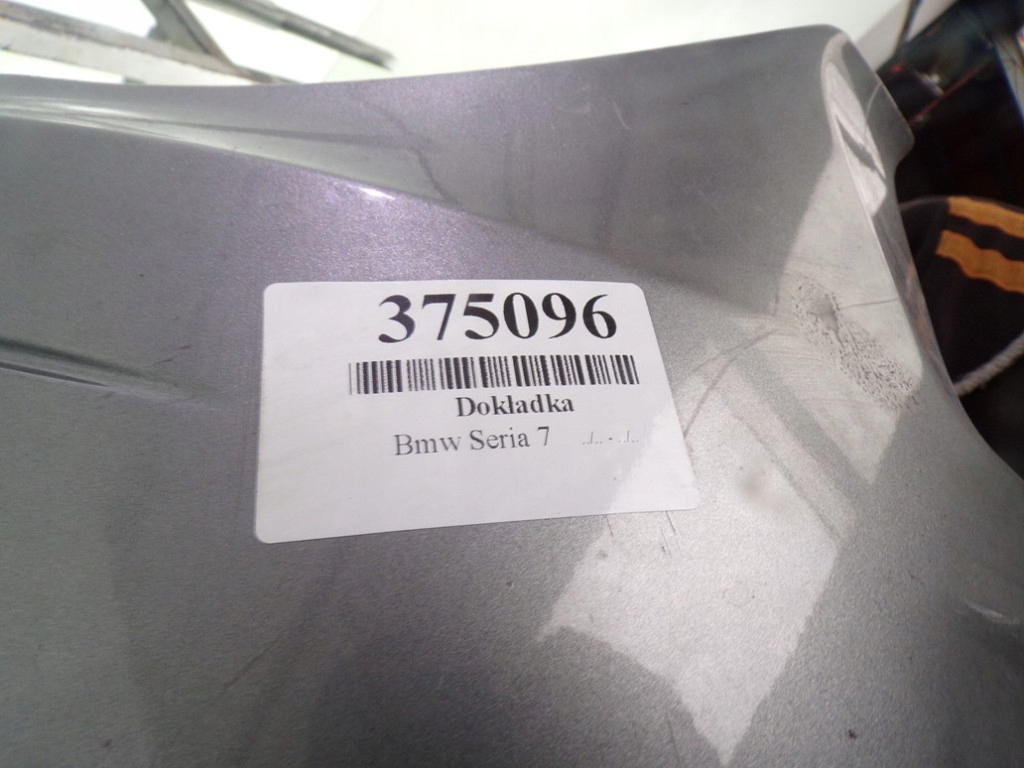 375096
Dokładka
Bmw Seria 7 ../.. - ../..